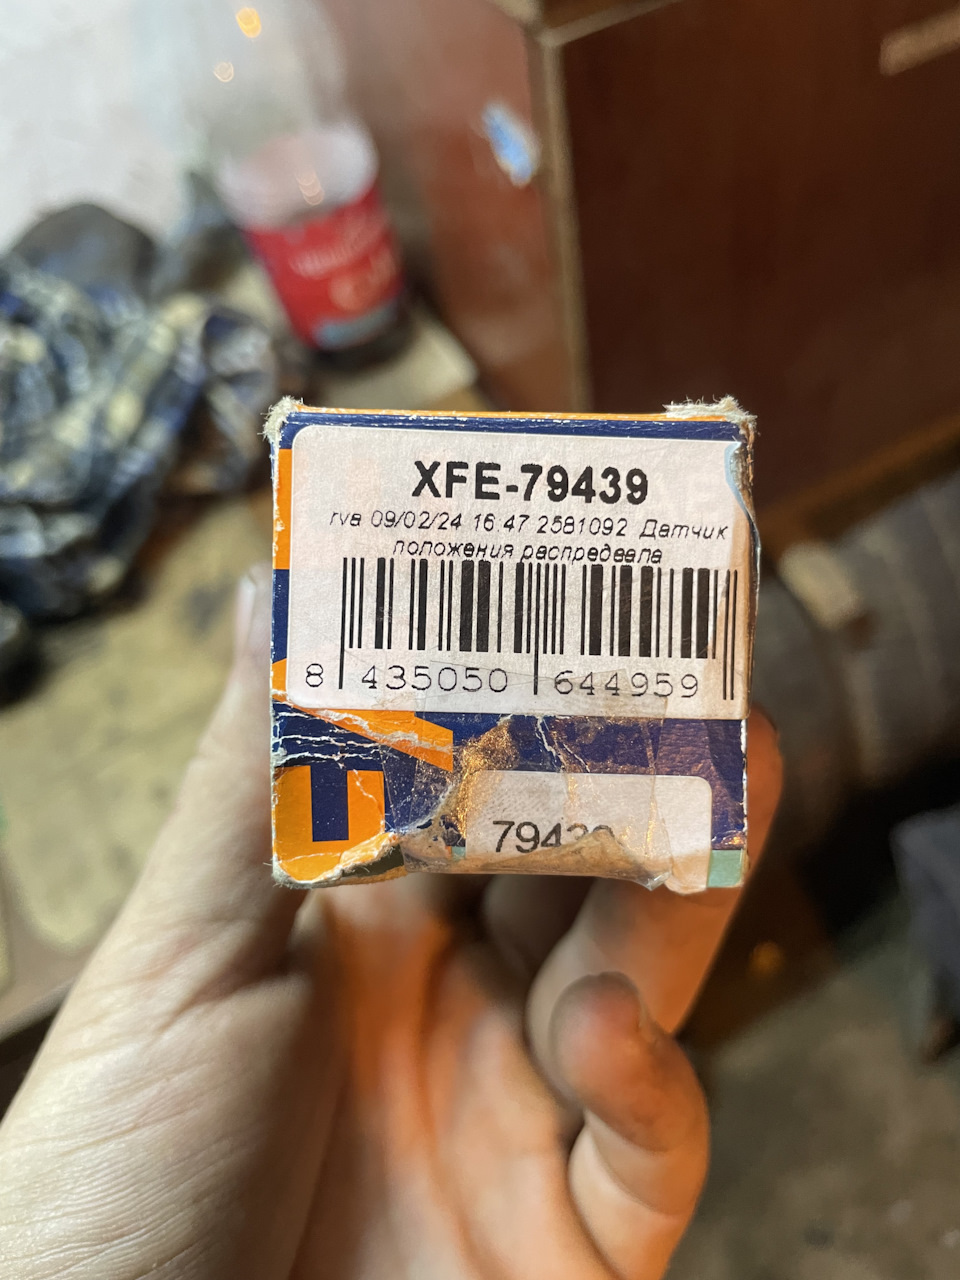 XFE-79439
rva 09/02/24 16:47 2581092 Датчик
положения распредвала
8 435050 644959